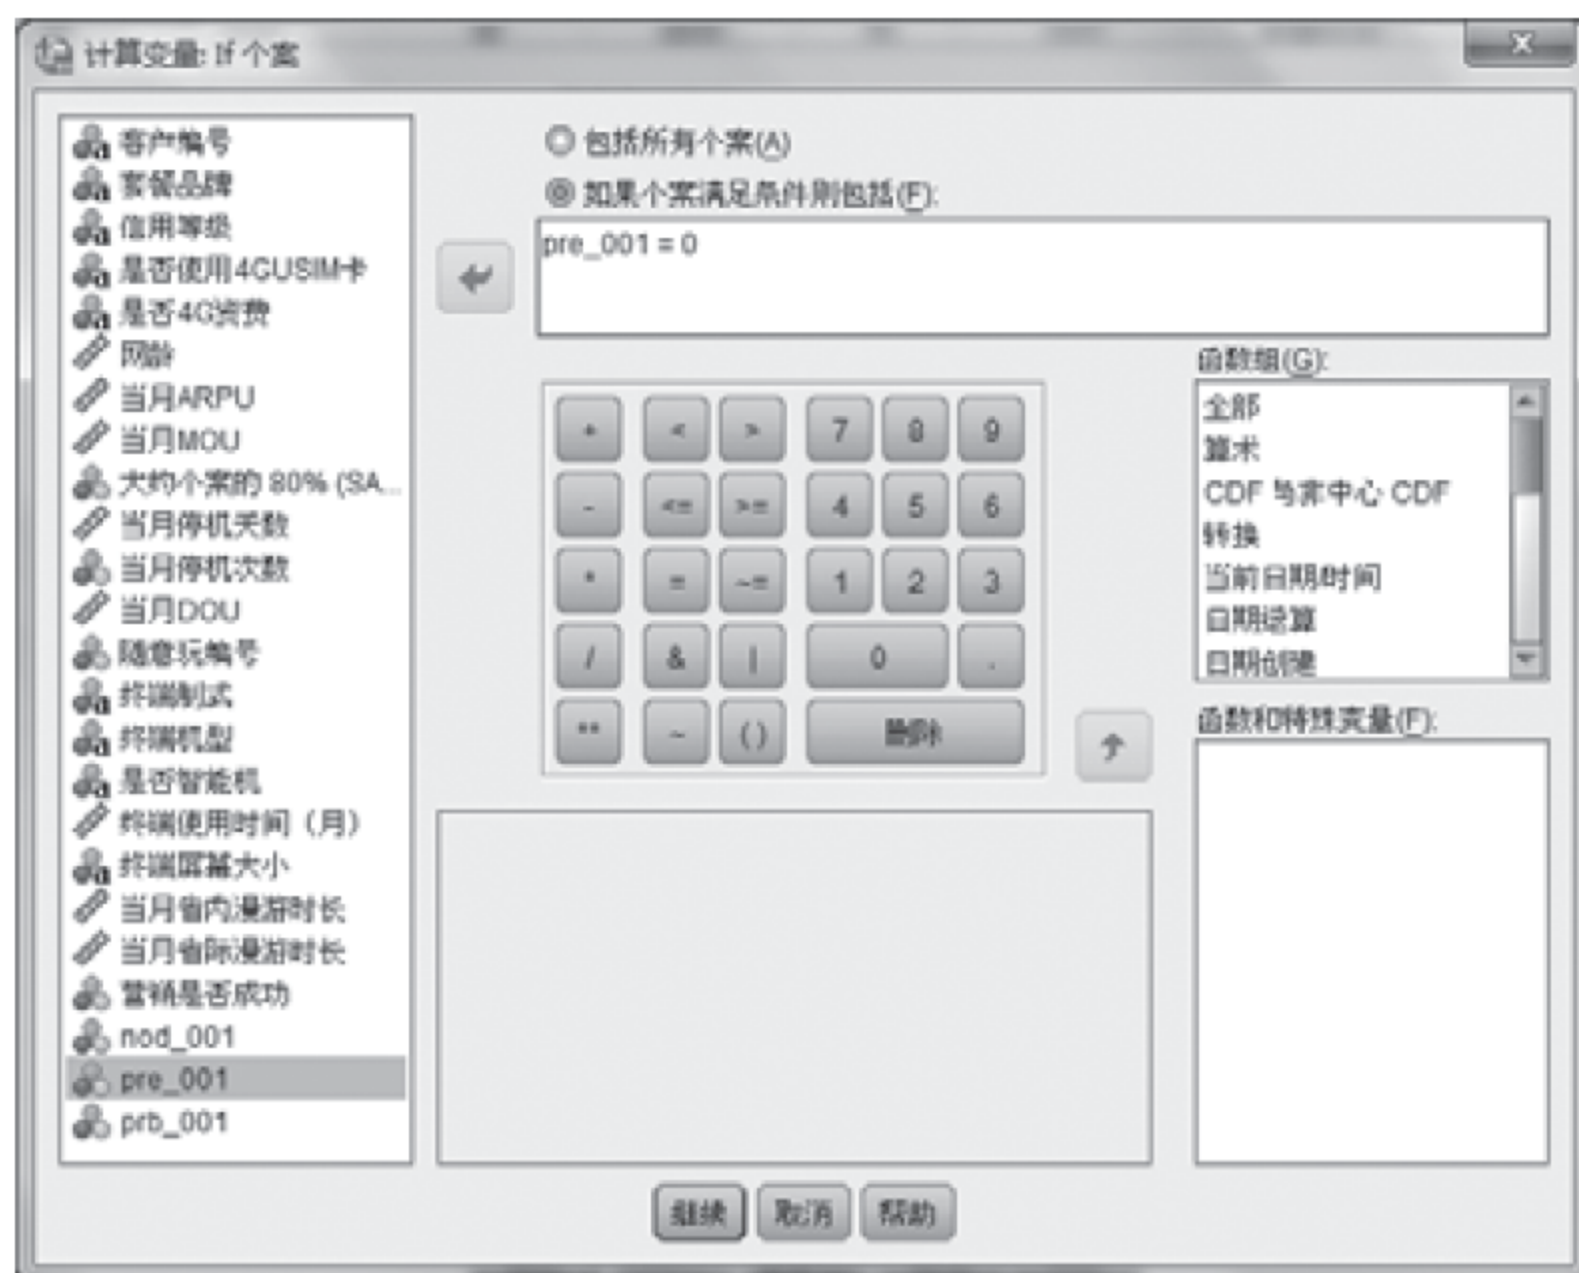 计算变量: If 个案
客户编号
套餐品牌
信用等级
是否使用4GUSIM卡
是否4G资费
网龄
当月ARPU
当月MOU
大约个案的 80% (SA...
当月停机天数
当月停机次数
当月DOU
随意玩编号
终端制式
终端机型
是否智能机
终端使用时间（月）
终端屏幕大小
当月省内漫游时长
当月省际漫游时长
营销是否成功
nod_001
pre_001
prb_001
包括所有个案(A)
如果个案满足条件则包括(F):
pre_001 = 0
+ < > 7 8 9
- <= >= 4 5 6
* = ~= 1 2 3
/ & | 0 .
** ~ () 删除
函数组(G):
全部
算术
CDF 与非中心 CDF
转换
当前日期/时间
日期运算
日期创建
函数和特殊变量(F):
继续 取消 帮助